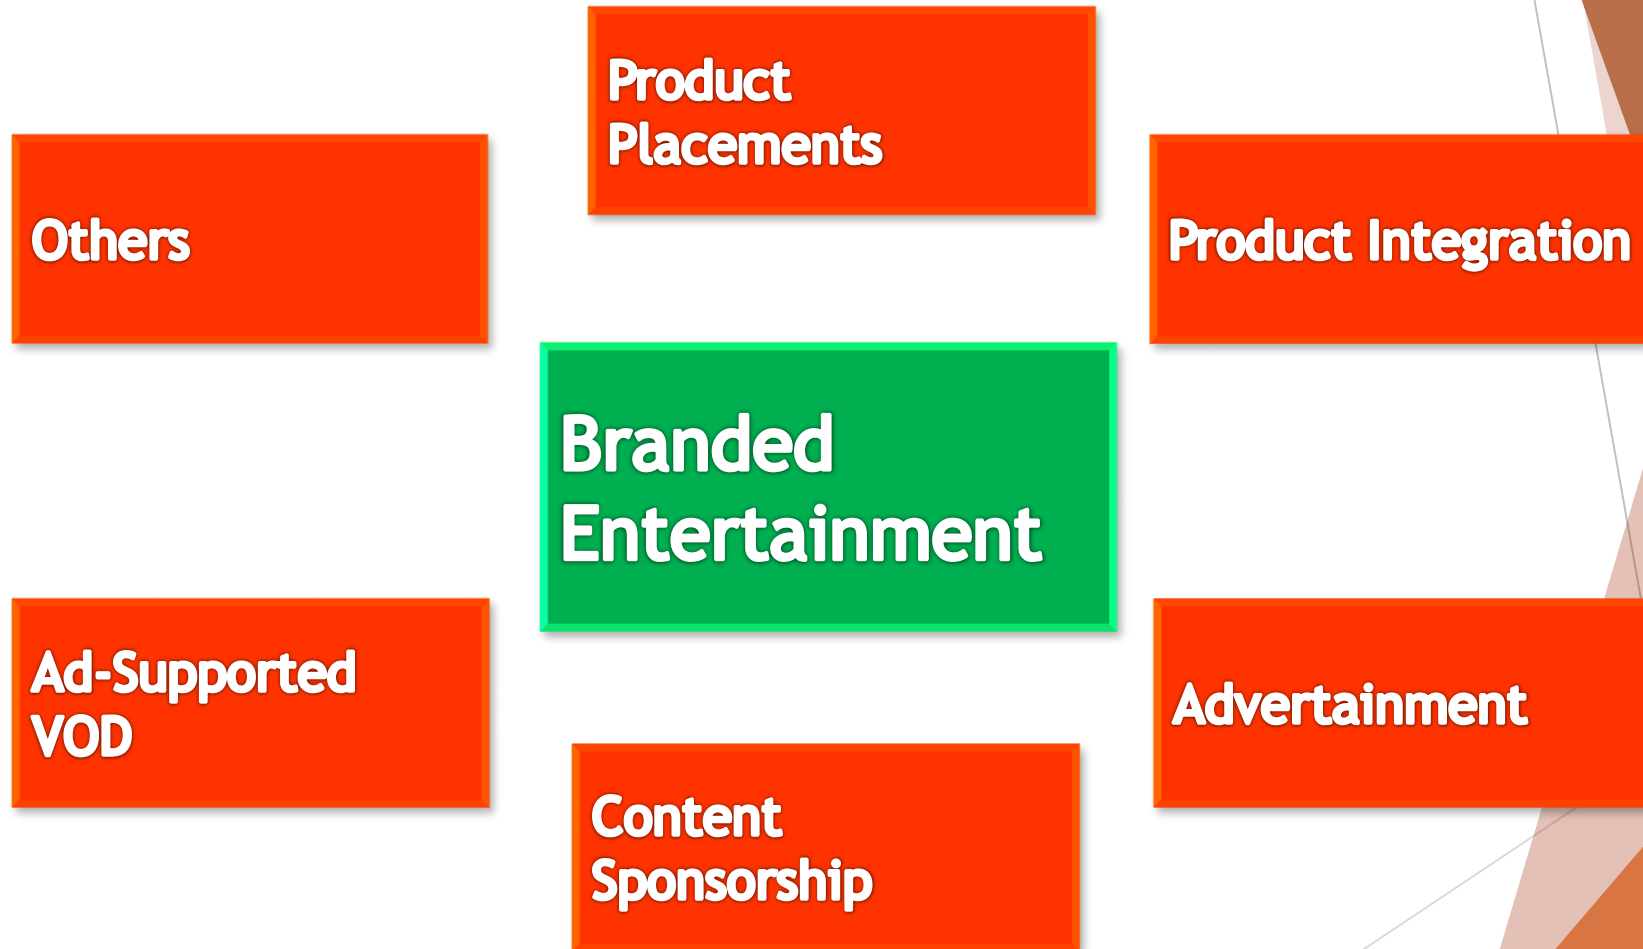 Product
Placements
Others
Product Integration
Branded
Entertainment
Ad-Supported
VOD
Advertainment
Content
Sponsorship